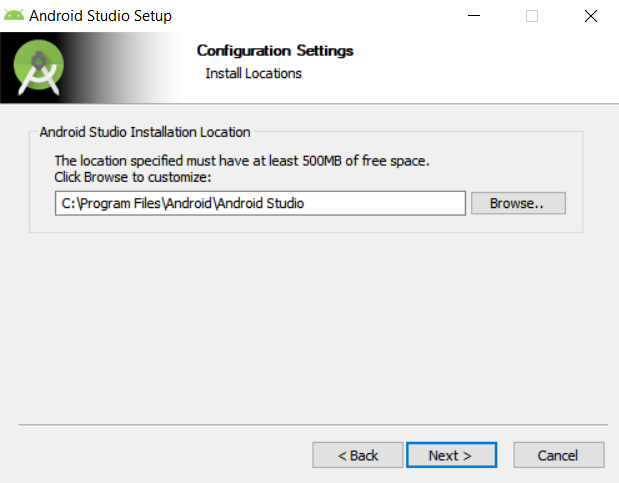 Android Studio Setup
Configuration Settings
Install Locations
Android Studio Installation Location
The location specified must have at least 500MB of free space.
Click Browse to customize:
C:\Program Files\Android\Android Studio
Browse..
< Back
Next >
Cancel